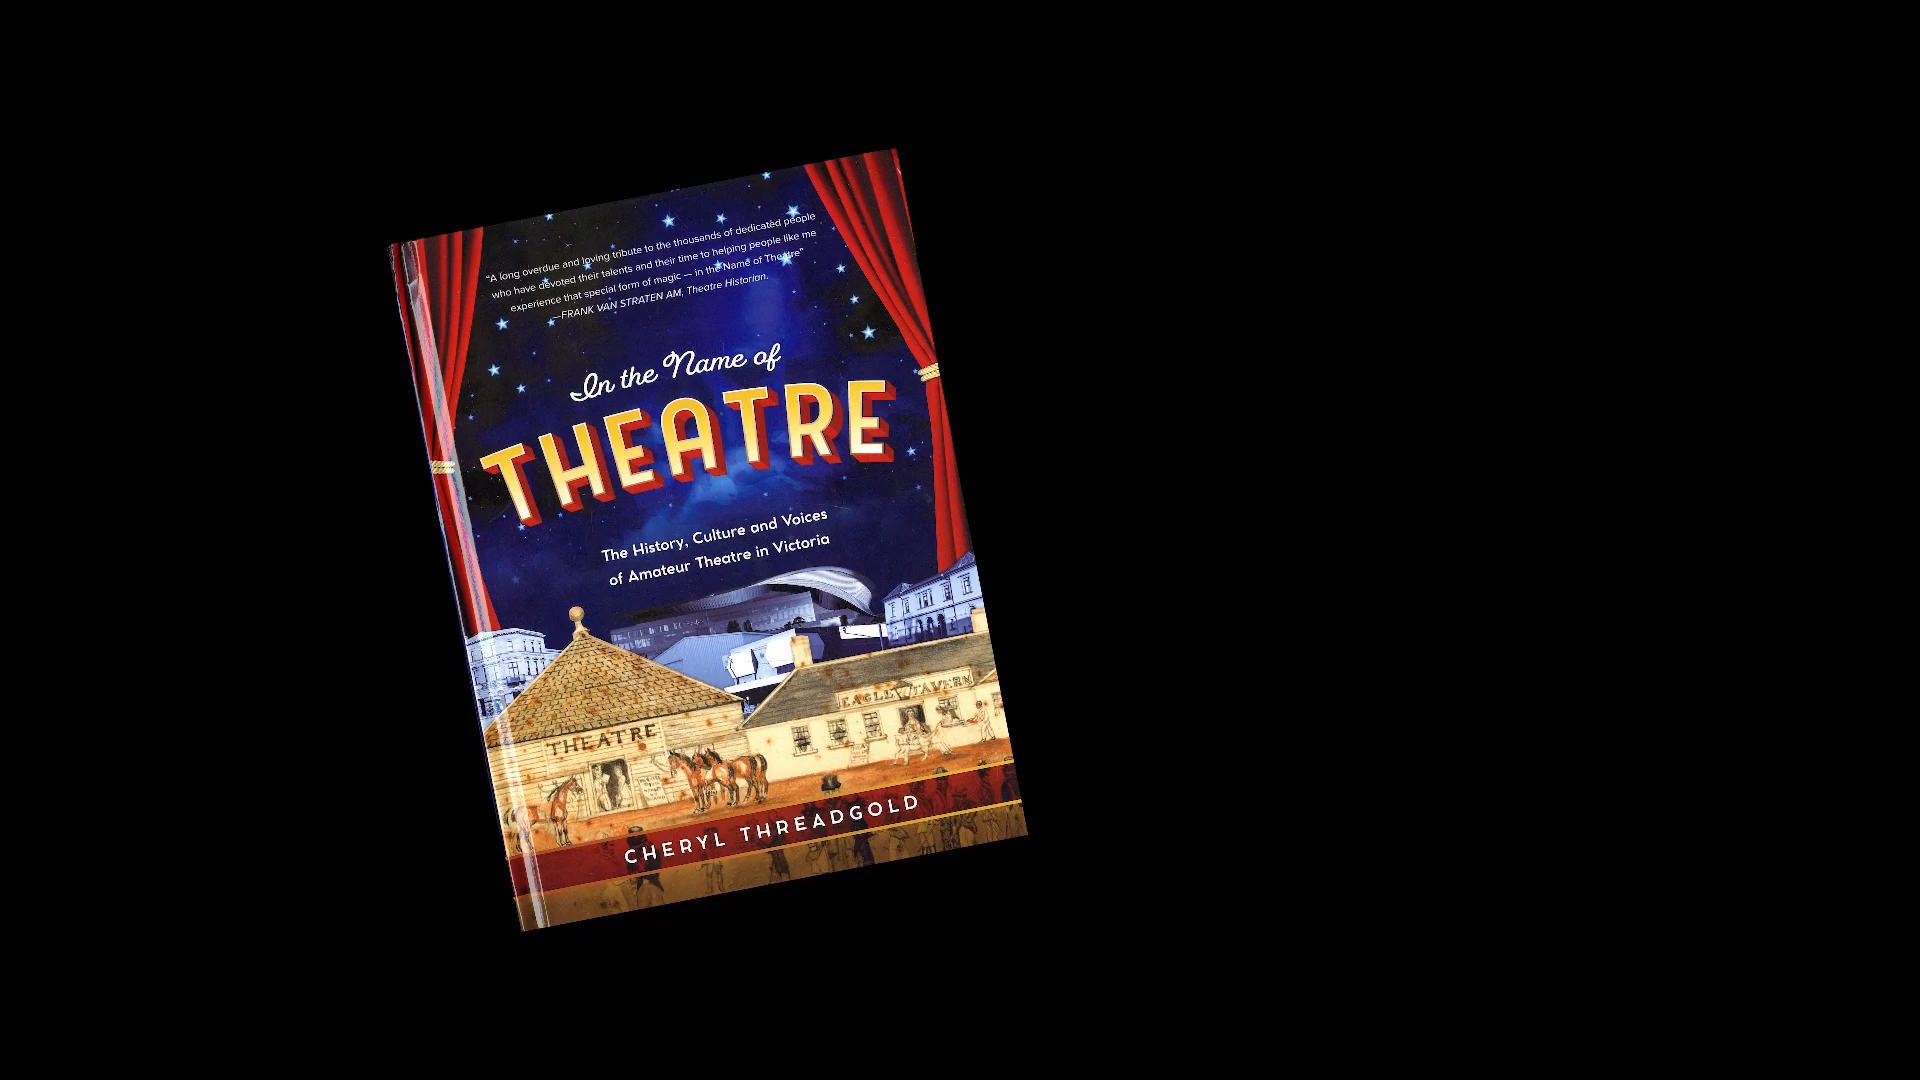 "A long overdue and loving tribute to the thousands of dedicated people
who have devoted their talents and their time to helping people like me
experience that special form of magic — in the Name of Theatre"
—FRANK VAN STRATEN AM, Theatre Historian.
In the Name of
THEATRE
The History, Culture and Voices
of Amateur Theatre in Victoria
EAGLE TAVERN
THEATRE
CHERYL THREADGOLD